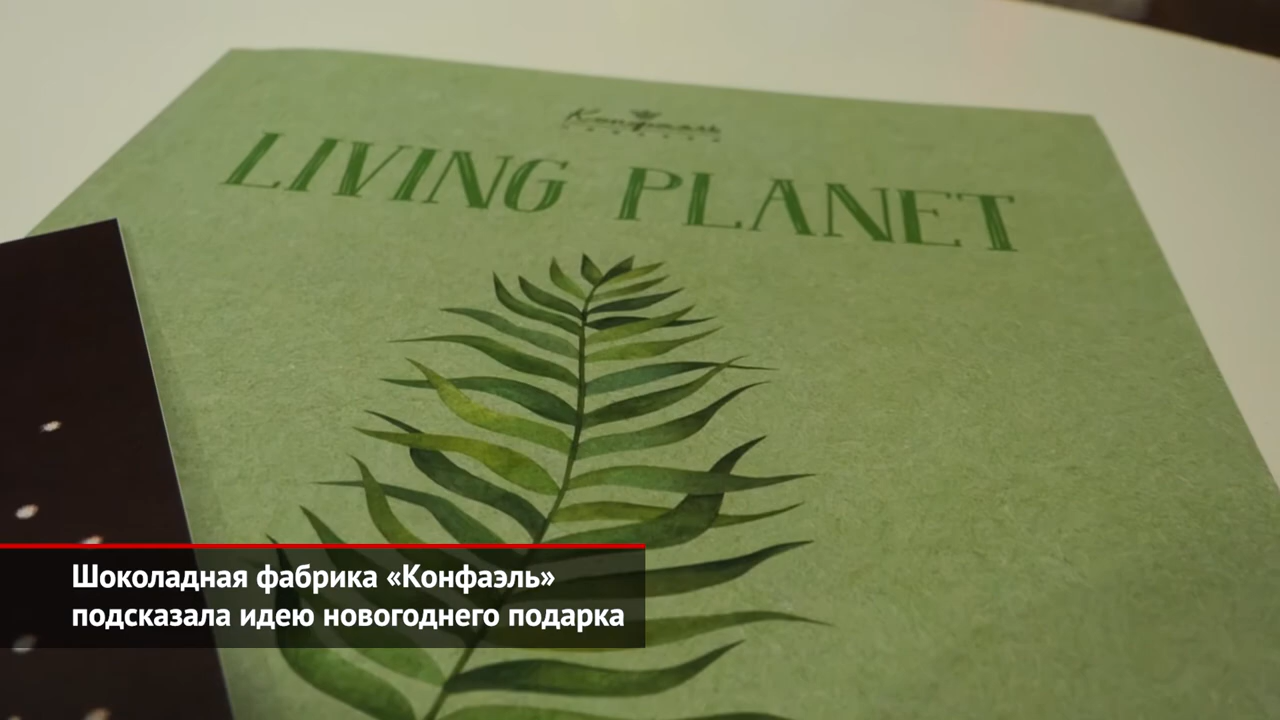 Конфаэль
LIVING PLANET
Шоколадная фабрика «Конфаэль»
подсказала идею новогоднего подарка